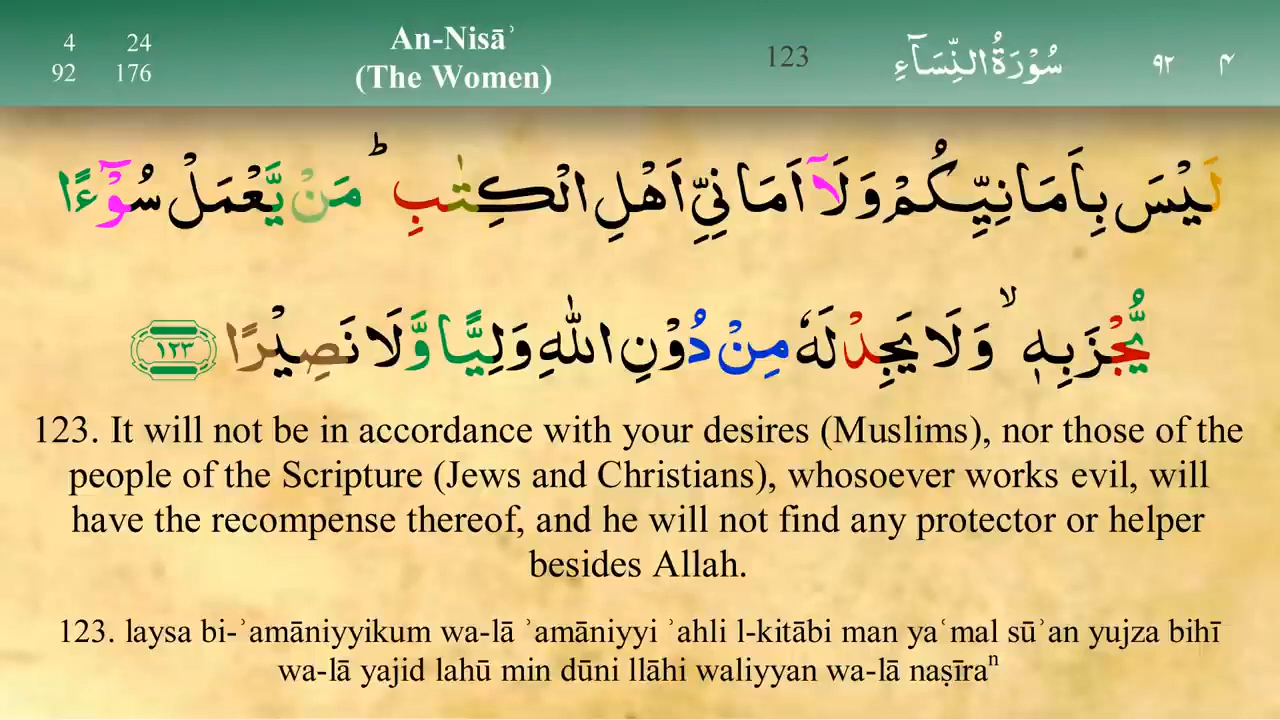 4 24 An-Nisāʾ
92 176 (The Women)
123
سُوْرَةُ النِّسَآءِ
٩٢ ٤
لَيْسَ بِاَمَانِيِّكُمْ وَلَاۤ اَمَانِيِّ اَهْلِ الْكِتٰبِ ؕ مَنْ يَّعْمَلْ سُوْٓءًا
يُّجْزَ بِهٖ ۙ وَلَا يَجِدْ لَهٗ مِنْ دُوْنِ اللّٰهِ وَلِيًّا وَّلَا نَصِيْرًا ١٢٣
123. It will not be in accordance with your desires (Muslims), nor those of the
people of the Scripture (Jews and Christians), whosoever works evil, will
have the recompense thereof, and he will not find any protector or helper
besides Allah.
123. laysa bi-ʾamāniyyikum wa-lā ʾamāniyyi ʾahli l-kitābi man yaʿmal sūʾan yujza bihī
wa-lā yajid lahū min dūni llāhi waliyyan wa-lā naṣīraⁿ